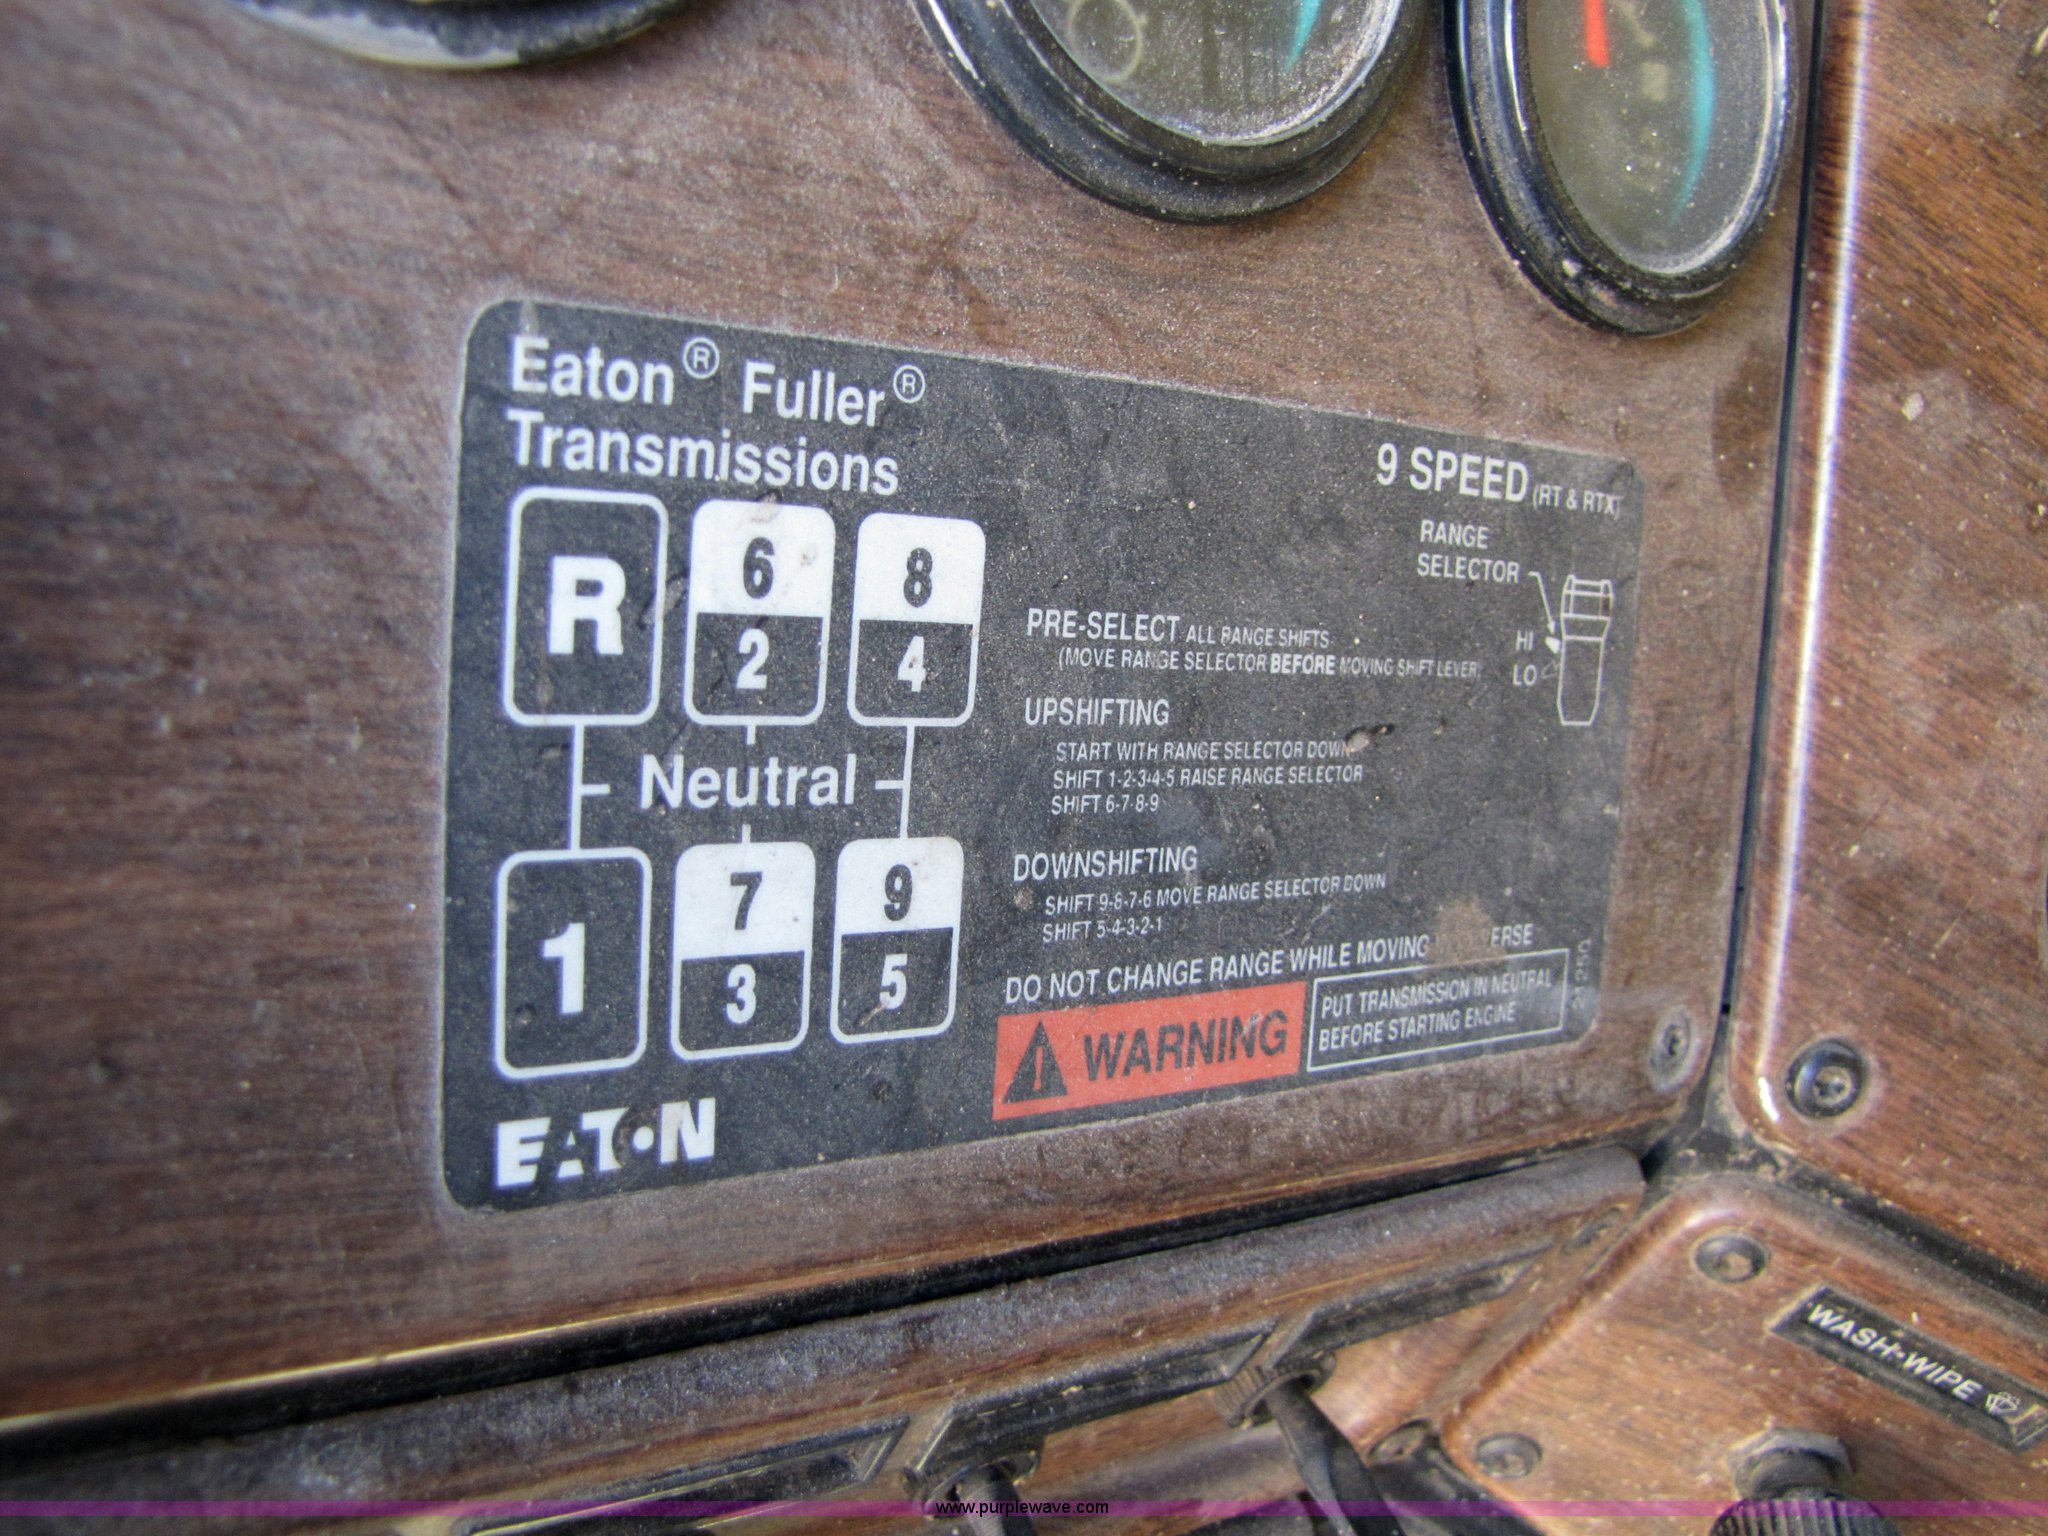 Eaton® Fuller®
Transmissions
9 SPEED (RT & RTX)
RANGE
SELECTOR
HI
LO
R
6
2
8
4
Neutral
1
7
3
9
5
PRE-SELECT ALL RANGE SHIFTS
(MOVE RANGE SELECTOR BEFORE MOVING SHIFT LEVER)
UPSHIFTING
START WITH RANGE SELECTOR DOWN
SHIFT 1-2-3-4-5 RAISE RANGE SELECTOR
SHIFT 6-7-8-9
DOWNSHIFTING
SHIFT 9-8-7-6 MOVE RANGE SELECTOR DOWN
SHIFT 5-4-3-2-1
DO NOT CHANGE RANGE WHILE MOVING
WARNING
PUT TRANSMISSION IN NEUTRAL
BEFORE STARTING ENGINE
EATON
WASH-WIPE
www.purplewave.com